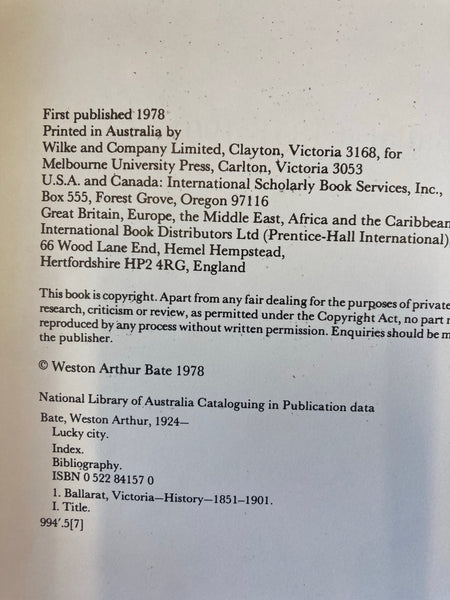 First published 1978
Printed in Australia by
Wilke and Company Limited, Clayton, Victoria 3168, for
Melbourne University Press, Carlton, Victoria 3053
U.S.A. and Canada: International Scholarly Book Services, Inc.,
Box 555, Forest Grove, Oregon 97116
Great Britain, Europe, the Middle East, Africa and the Caribbean
International Book Distributors Ltd (Prentice-Hall International)
66 Wood Lane End, Hemel Hempstead,
Hertfordshire HP2 4RG, England
This book is copyright. Apart from any fair dealing for the purposes of private
research, criticism or review, as permitted under the Copyright Act, no part
reproduced by any process without written permission. Enquiries should be
the publisher.
© Weston Arthur Bate 1978
National Library of Australia Cataloguing in Publication data
Bate, Weston Arthur, 1924—
Lucky city.
Index.
Bibliography.
ISBN 0 522 84157 0
1. Ballarat, Victoria—History—1851-1901.
I. Title.
994'.5[7]